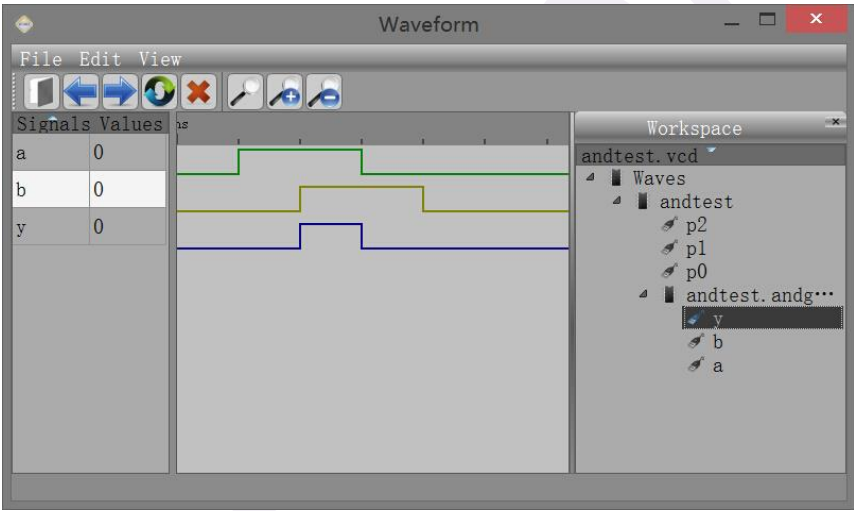 Waveform
File Edit View
Signals Values
ns
a 0
b 0
y 0
Workspace
andtest.vcd
Waves
andtest
p2
p1
p0
andtest.andg…
y
b
a